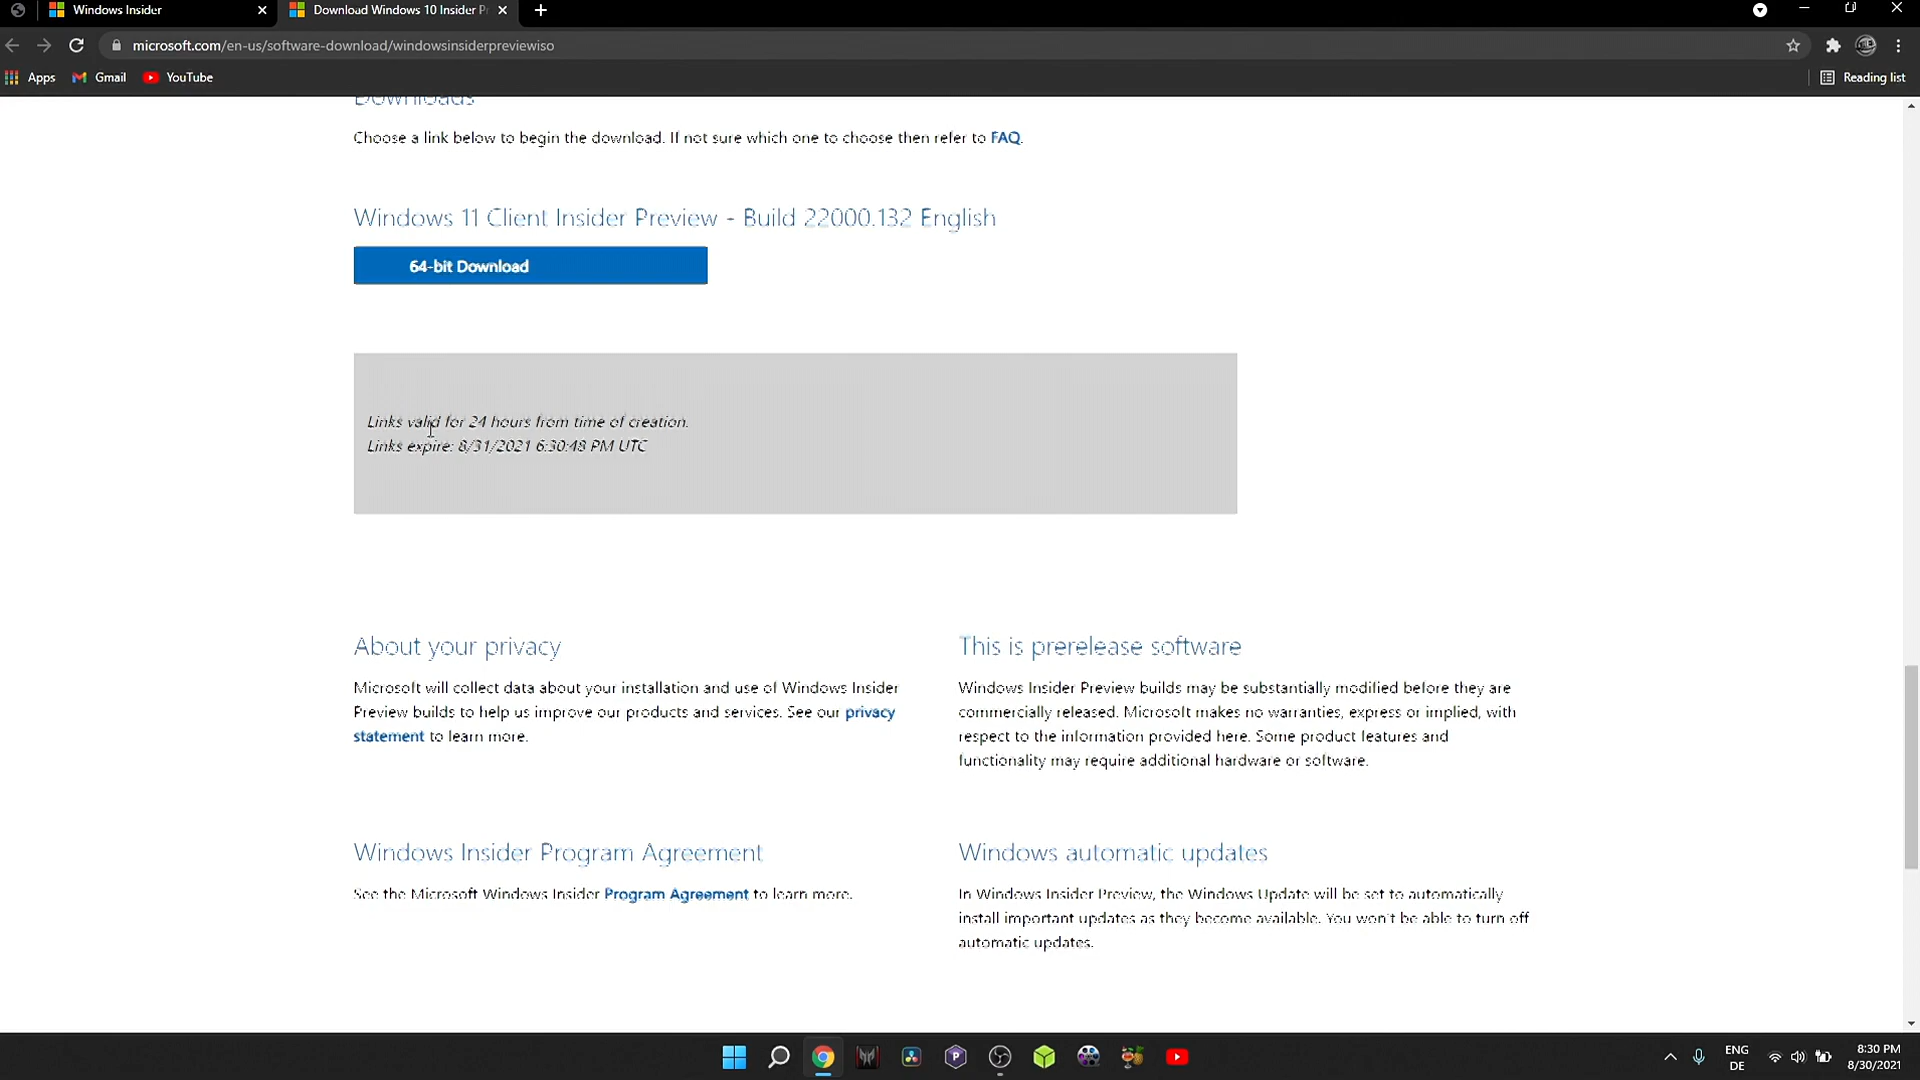 Windows Insider
Download Windows 10 Insider Pr
microsoft.com/en-us/software-download/windowsinsiderpreviewiso
Apps
Gmail
YouTube
Reading list
Downloads
Choose a link below to begin the download. If not sure which one to choose then refer to FAQ.
Windows 11 Client Insider Preview - Build 22000.132 English
64-bit Download
Links valid for 24 hours from time of creation.
Links expire: 8/31/2021 6:30:48 PM UTC
About your privacy
Microsoft will collect data about your installation and use of Windows Insider
Preview builds to help us improve our products and services. See our privacy
statement to learn more.
This is prerelease software
Windows Insider Preview builds may be substantially modified before they are
commercially released. Microsoft makes no warranties, express or implied, with
respect to the information provided here. Some product features and
functionality may require additional hardware or software.
Windows Insider Program Agreement
See the Microsoft Windows Insider Program Agreement to learn more.
Windows automatic updates
In Windows Insider Preview, the Windows Update will be set to automatically
install important updates as they become available. You won't be able to turn off
automatic updates.
P
ENG
DE
8:30 PM
8/30/2021